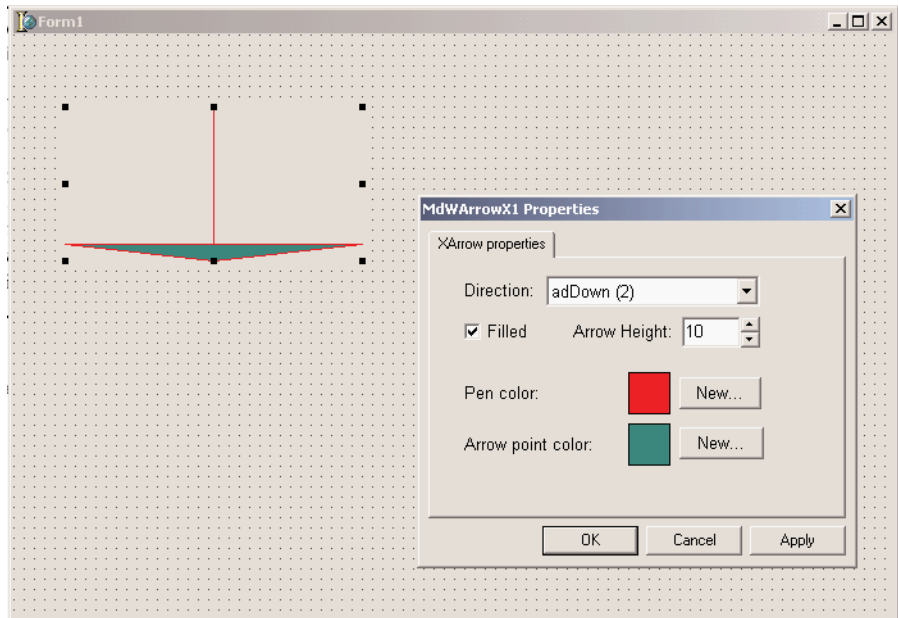 Form1
MdWArrowX1 Properties
XArrow properties
Direction: adDown (2)
Filled Arrow Height: 10
Pen color: New...
Arrow point color: New...
OK Cancel Apply